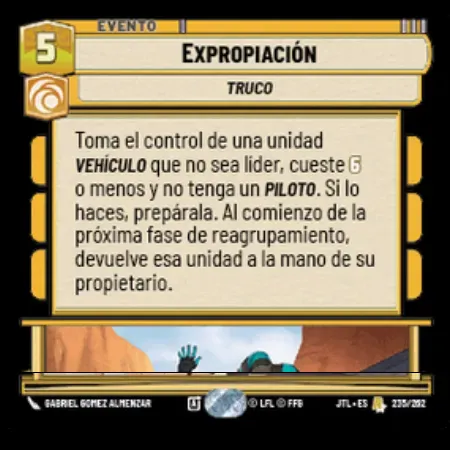 EVENTO
5
EXPROPIACIÓN
TRUCO
Toma el control de una unidad
VEHÍCULO que no sea líder, cueste 6
o menos y no tenga un PILOTO. Si lo
haces, prepárala. Al comienzo de la
próxima fase de reagrupamiento,
devuelve esa unidad a la mano de su
propietario.
GABRIEL GOMEZ ALMENZAR © LFL © FFG JTL • ES 235/262